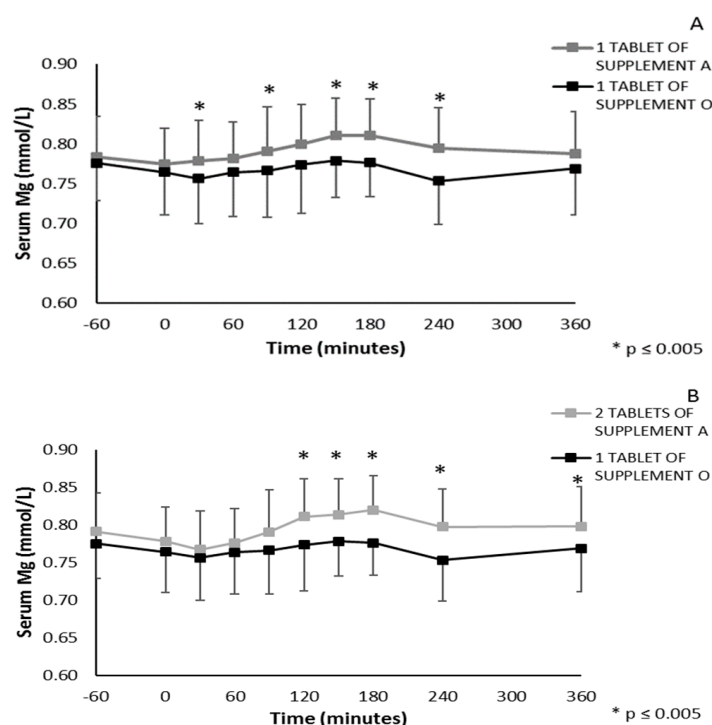 A
1 TABLET OF
SUPPLEMENT A
1 TABLET OF
SUPPLEMENT O
Serum Mg (mmol/L)
0.90
0.85
0.80
0.75
0.70
0.65
0.60
* * * * *
-60 0 60 120 180 240 300 360
Time (minutes)
* p ≤ 0.005
B
2 TABLETS OF
SUPPLEMENT A
1 TABLET OF
SUPPLEMENT O
Serum Mg (mmol/L)
0.90
0.85
0.80
0.75
0.70
0.65
0.60
* * * * *
-60 0 60 120 180 240 300 360
Time (minutes)
* p ≤ 0.005